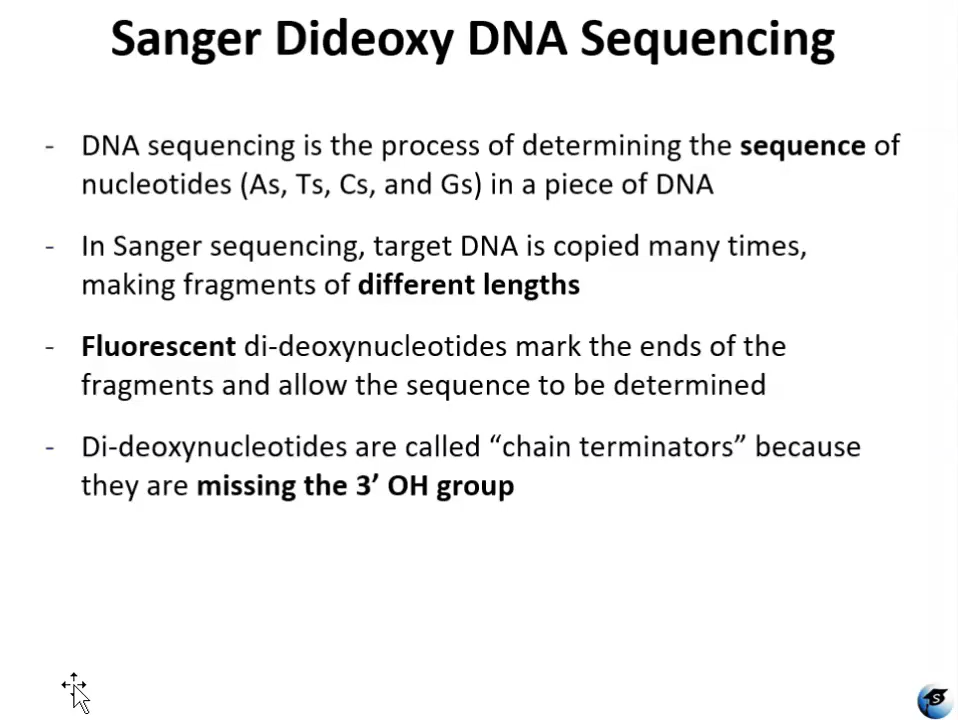 Sanger Dideoxy DNA Sequencing
- DNA sequencing is the process of determining the sequence of
nucleotides (As, Ts, Cs, and Gs) in a piece of DNA
- In Sanger sequencing, target DNA is copied many times,
making fragments of different lengths
- Fluorescent di-deoxynucleotides mark the ends of the
fragments and allow the sequence to be determined
- Di-deoxynucleotides are called “chain terminators” because
they are missing the 3’ OH group
S